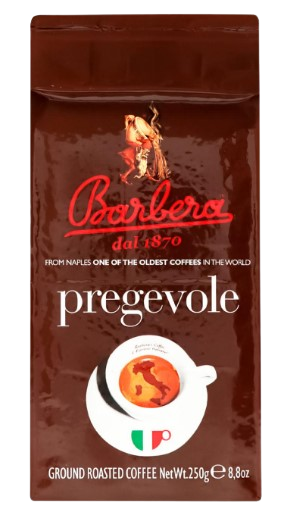 Barbera
dal 1870
FROM NAPLES ONE OF THE OLDEST COFFEES IN THE WORLD
pregevole
GROUND ROASTED COFFEE NetWt.250g ℮ 8,8oz